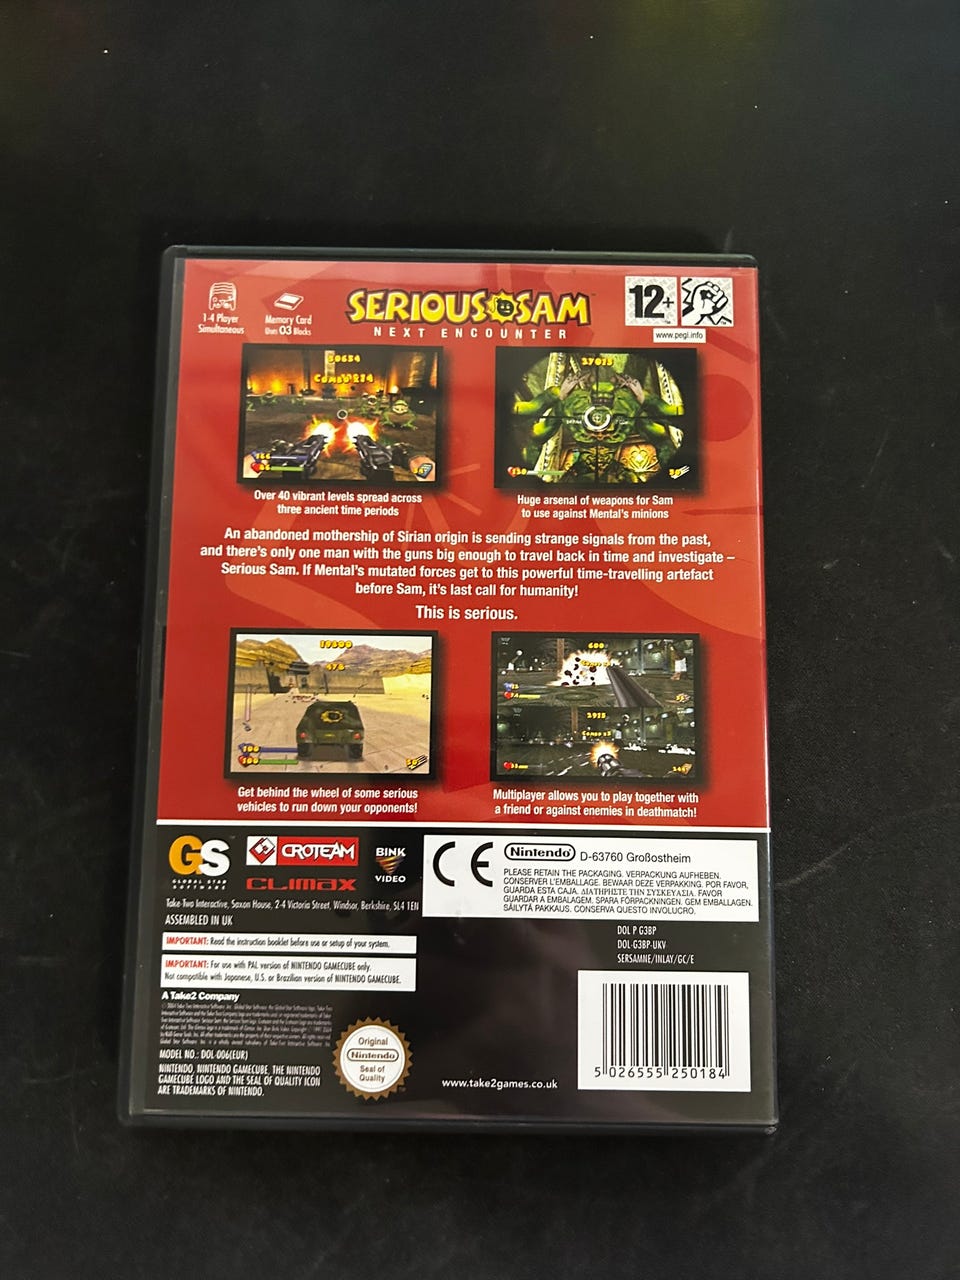 1-4 Player
Simultaneous
Memory Card
Uses 03 Blocks
SERIOUS SAM
NEXT ENCOUNTER
12+
www.pegi.info
Over 40 vibrant levels spread across
three ancient time periods
Huge arsenal of weapons for Sam
to use against Mental's minions
An abandoned mothership of Sirian origin is sending strange signals from the past,
and there's only one man with the guns big enough to travel back in time and investigate –
Serious Sam. If Mental's mutated forces get to this powerful time-travelling artefact
before Sam, it's last call for humanity!
This is serious.
Get behind the wheel of some serious
vehicles to run down your opponents!
Multiplayer allows you to play together with
a friend or against enemies in deathmatch!
GS
GLOBAL STAR
SOFTWARE
CROTEAM
CLIMAX
BINK
VIDEO
Take-Two Interactive, Saxon House, 2-4 Victoria Street, Windsor, Berkshire, SL4 1EN
ASSEMBLED IN UK
CE
Nintendo D-63760 Großostheim
PLEASE RETAIN THE PACKAGING. VERPACKUNG AUFHEBEN.
CONSERVER L'EMBALLAGE. BEWAAR DEZE VERPAKKING. POR FAVOR,
GUARDA ESTA CAJA. ΔΙΑΤΗΡΗΣΤΕ ΤΗΝ ΣΥΣΚΕΥΑΣΙΑ. FAVOR
GUARDAR A EMBALAGEM. SPARA FÖRPACKNINGEN. GEM EMBALLAGEN.
SÄILYTÄ PAKKAUS. CONSERVA QUESTO INVOLUCRO.
DOL P G3BP
DOL-G3BP-UKV
SERSAMNE/INLAY/GC/E
IMPORTANT: Read the instruction booklet before use or setup of your system.
IMPORTANT: For use with PAL version of NINTENDO GAMECUBE only.
Not compatible with Japanese, U.S. or Brazilian version of NINTENDO GAMECUBE.
A Take2 Company
MODEL NO.: DOL-006(EUR)
NINTENDO, NINTENDO GAMECUBE, THE NINTENDO
GAMECUBE LOGO AND THE SEAL OF QUALITY ICON
ARE TRADEMARKS OF NINTENDO.
Original
Nintendo
Seal of
Quality
www.take2games.co.uk
5 026555 250184